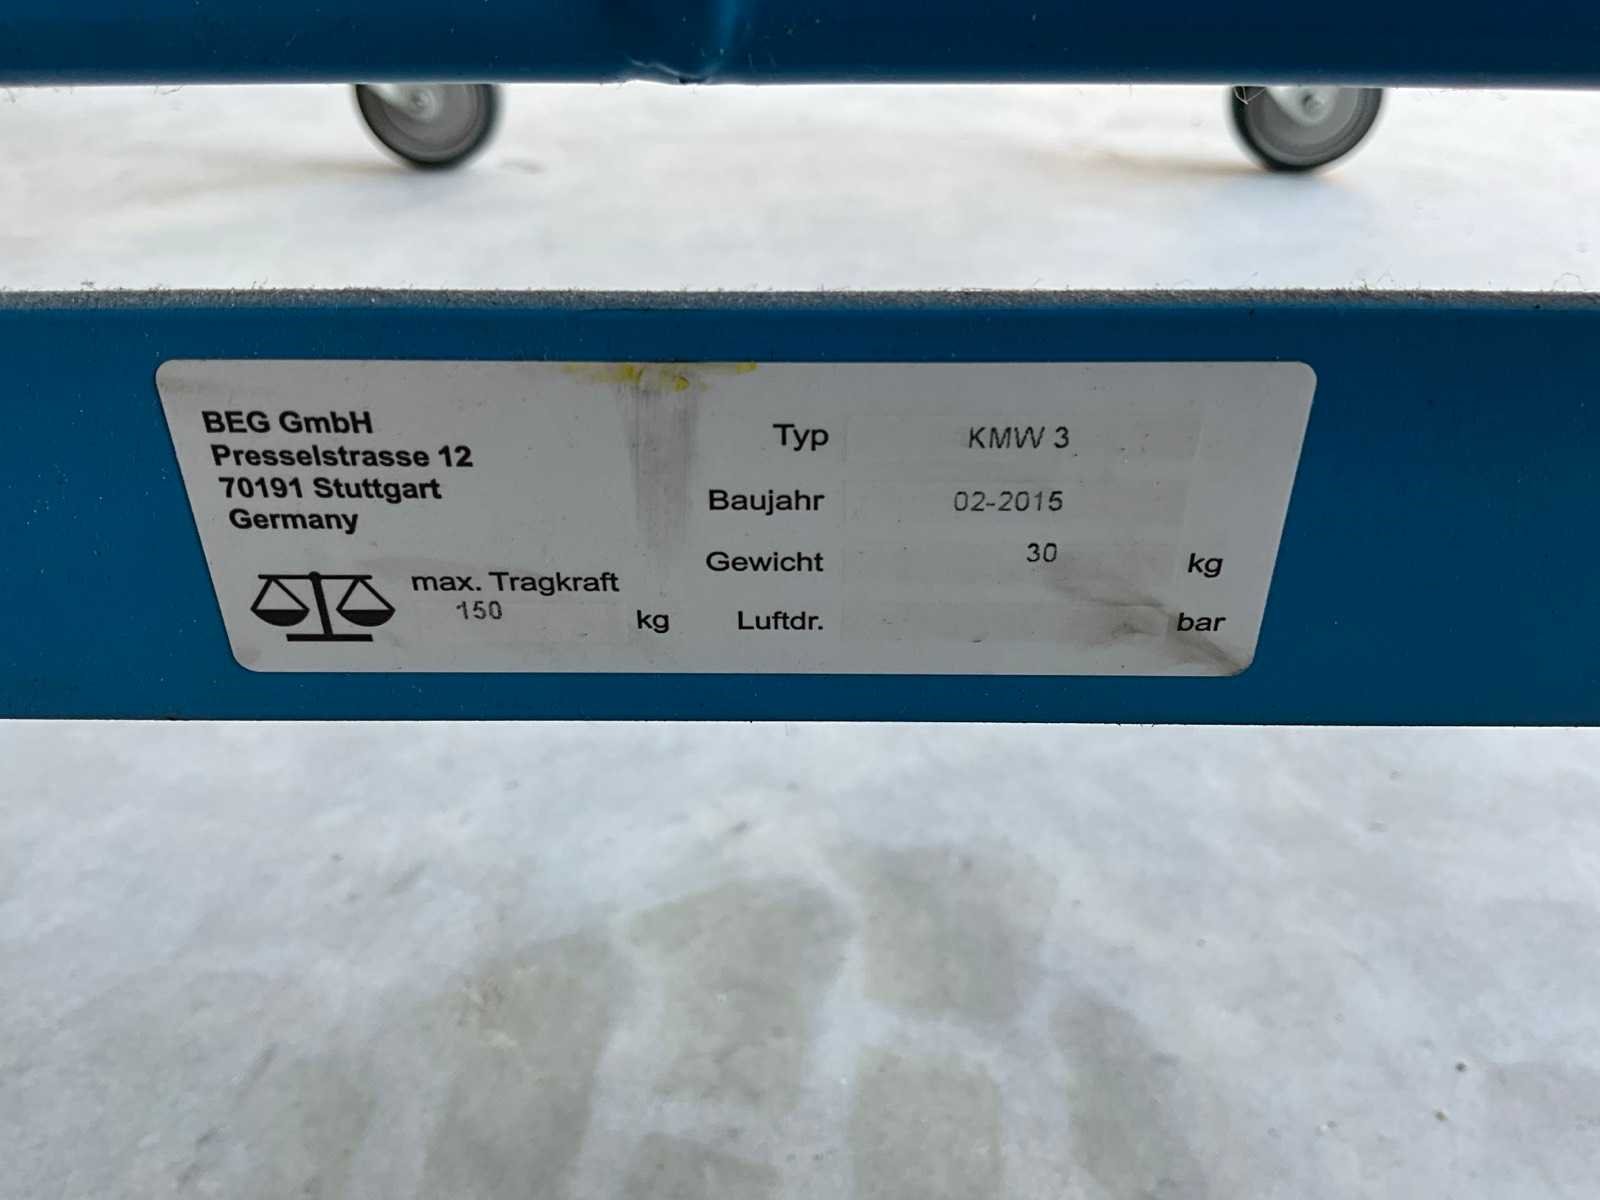 BEG GmbH
Presselstrasse 12
70191 Stuttgart
Germany
max. Tragkraft
150 kg
Typ KMW 3
Baujahr 02-2015
Gewicht 30 kg
Luftdr. bar